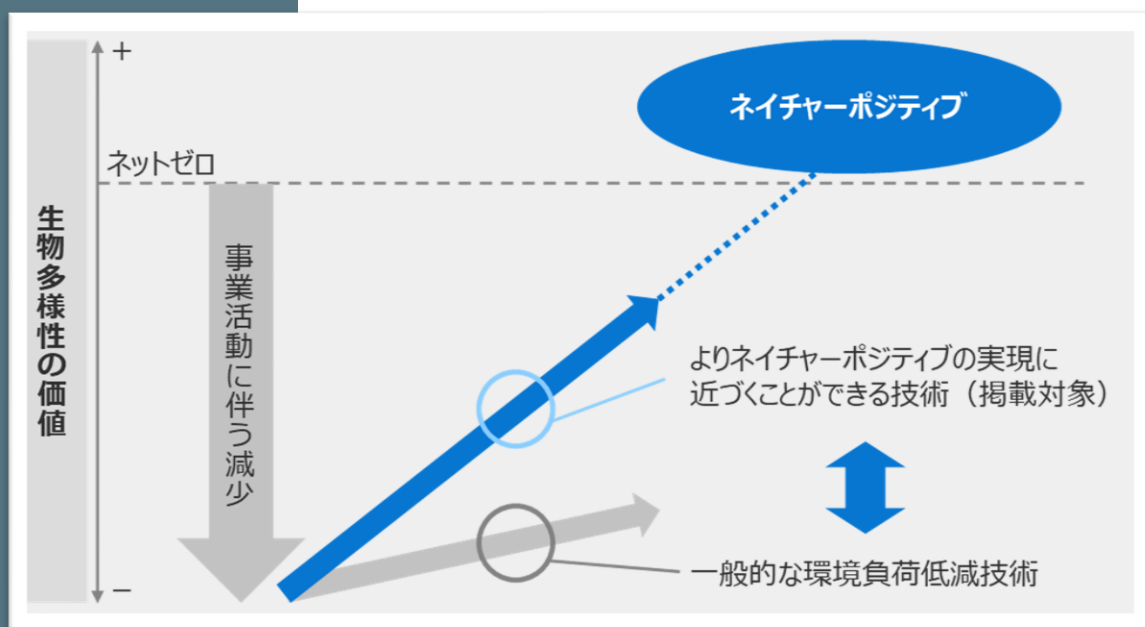 +
ネイチャーポジティブ
ネットゼロ
生物多様性の価値
事業活動に伴う減少
よりネイチャーポジティブの実現に
近づくことができる技術（掲載対象）
一般的な環境負荷低減技術
−